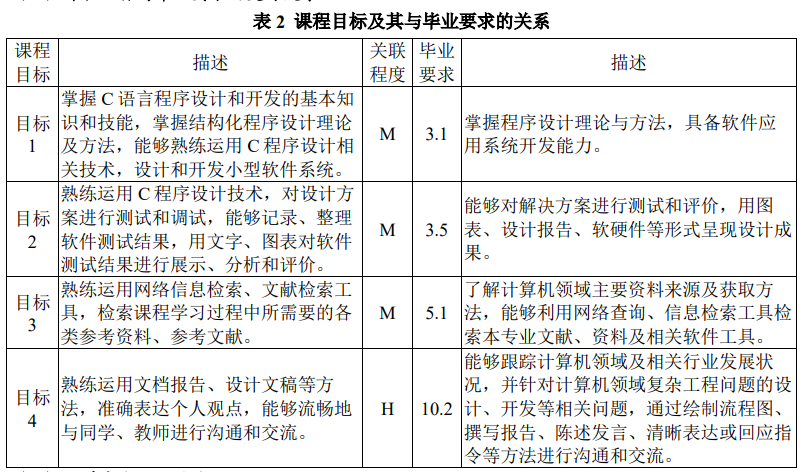 表 2 课程目标及其与毕业要求的关系
课程
目标
描述
关联
程度
毕业
要求
描述
目标
1
掌握 C 语言程序设计和开发的基本知
识和技能，掌握结构化程序设计理论
及方法，能够熟练运用 C 程序设计相
关技术，设计和开发小型软件系统。
M
3.1
掌握程序设计理论与方法，具备软件应
用系统开发能力。
目标
2
熟练运用 C 程序设计技术，对设计方
案进行测试和调试，能够记录、整理
软件测试结果，用文字、图表对软件
测试结果进行展示、分析和评价。
M
3.5
能够对解决方案进行测试和评价，用图
表、设计报告、软硬件等形式呈现设计成
果。
目标
3
熟练运用网络信息检索、文献检索工
具，检索课程学习过程中所需要的各
类参考资料、参考文献。
M
5.1
了解计算机领域主要资料来源及获取方
法，能够利用网络查询、信息检索工具检
索本专业文献、资料及相关软件工具。
目标
4
熟练运用文档报告、设计文稿等方
法，准确表达个人观点，能够流畅地
与同学、教师进行沟通和交流。
H
10.2
能够跟踪计算机领域及相关行业发展状
况，并针对计算机领域复杂工程问题的设
计、开发等相关问题，通过绘制流程图、
撰写报告、陈述发言、清晰表达或回应指
令等方法进行沟通和交流。